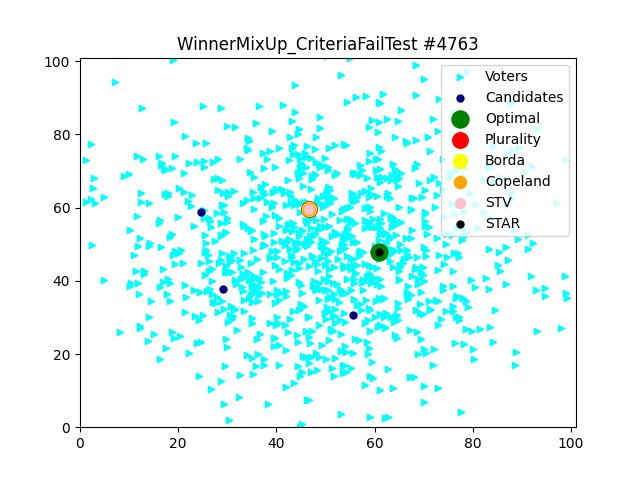 WinnerMixUp_CriteriaFailTest #4763
100
80
60
40
20
0
0 20 40 60 80 100
Voters
Candidates
Optimal
Plurality
Borda
Copeland
STV
STAR